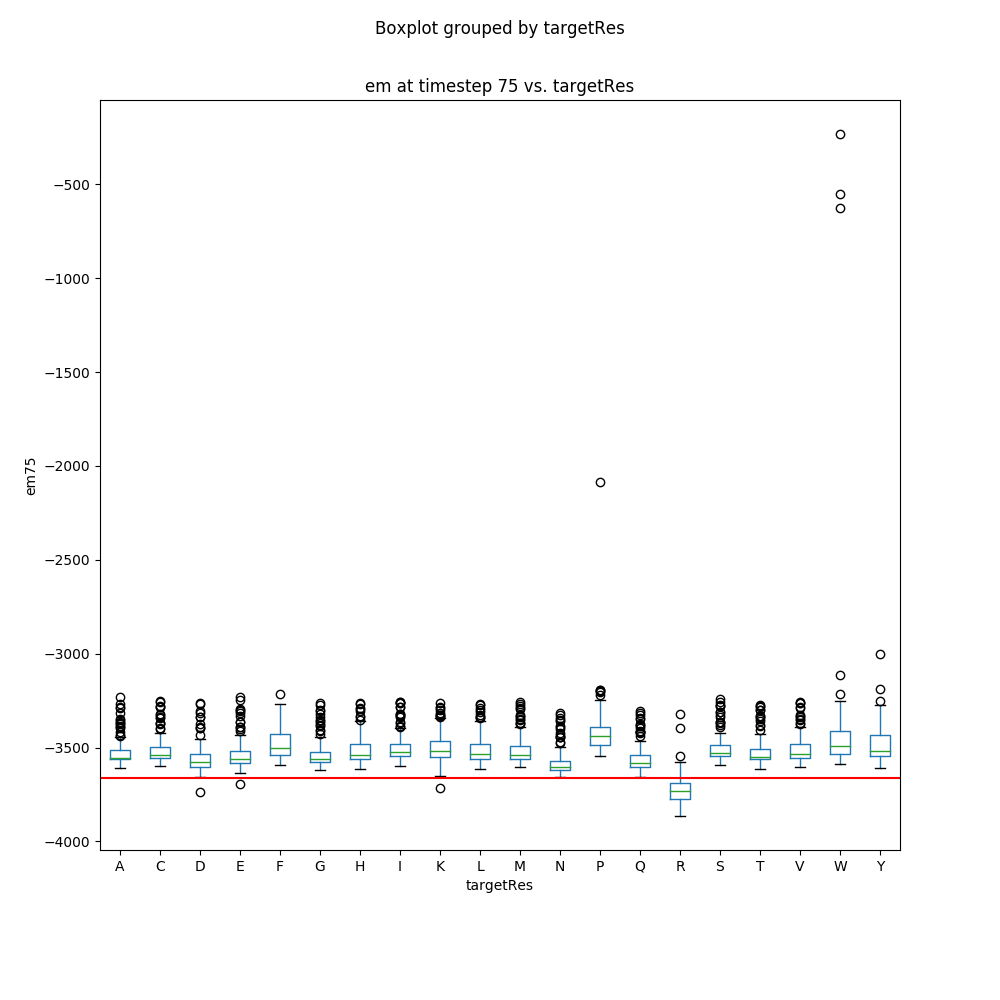 Boxplot grouped by targetRes
em at timestep 75 vs. targetRes
−500
−1000
−1500
−2000
−2500
−3000
−3500
−4000
em75
A C D E F G H I K L M N P Q R S T V W Y
targetRes